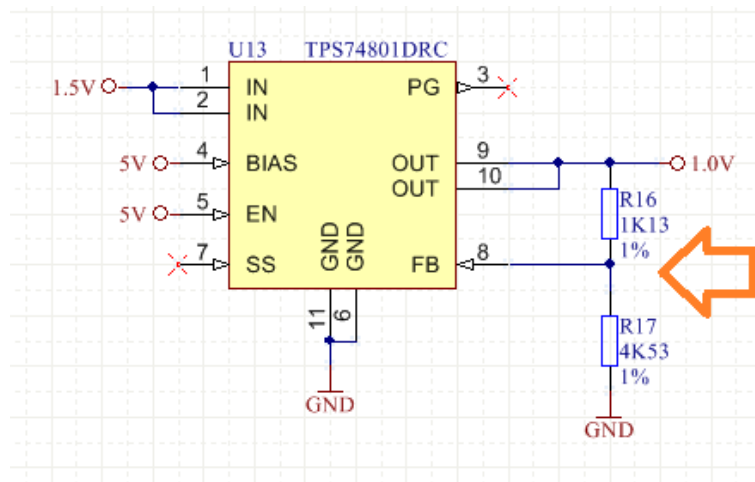 U13 TPS74801DRC
1.5V
1
IN
2
IN
PG
3
5V
4
BIAS
OUT
9
1.0V
OUT
10
R16
1K13
1%
5V
5
EN
GND
GND
7
SS
FB
8
11
6
R17
4K53
1%
GND
GND